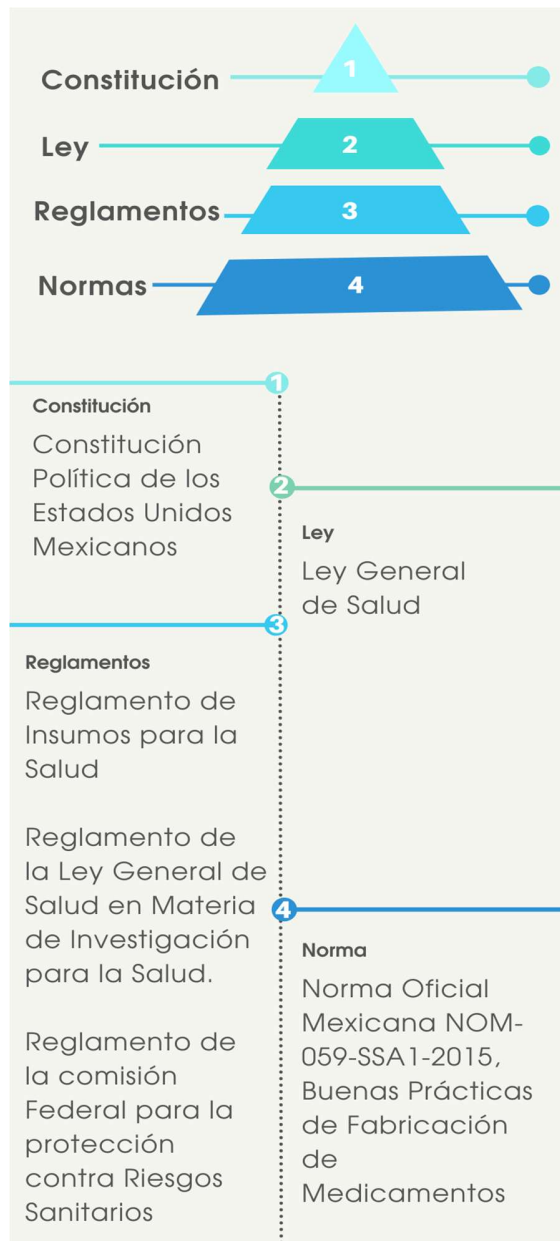 Constitución
1
Ley
2
Reglamentos
3
Normas
4
1
Constitución
Constitución
Política de los
Estados Unidos
Mexicanos
2
Ley
Ley General
de Salud
3
Reglamentos
Reglamento de
Insumos para la
Salud
Reglamento de
la Ley General de
Salud en Materia
de Investigación
para la Salud.
Reglamento de
la comisión
Federal para la
protección
contra Riesgos
Sanitarios
4
Norma
Norma Oficial
Mexicana NOM-
059-SSA1-2015,
Buenas Prácticas
de Fabricación
de
Medicamentos